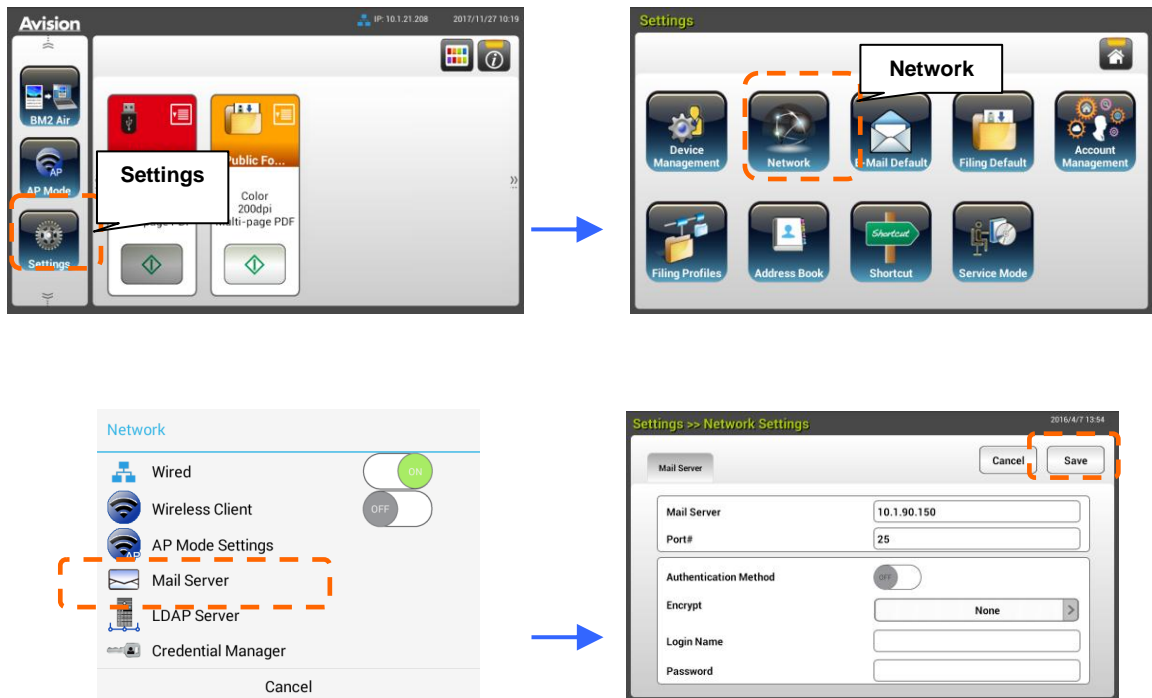 Avision
IP: 10.1.21.208
2017/11/27 10:19
BM2 Air
AP
AP Mode
Settings
Settings
Public Fo...
Color
200dpi
Multi-page PDF
Settings
Network
Device
Management
Network
E-Mail Default
Filing Default
Account
Management
Filing Profiles
Address Book
Shortcut
Shortcut
Service Mode
Network
Wired
ON
Wireless Client
OFF
AP
AP Mode Settings
Mail Server
LDAP Server
Credential Manager
Cancel
Settings >> Network Settings
2016/4/7 13:54
Mail Server
Cancel
Save
Mail Server
10.1.90.150
Port#
25
Authentication Method
OFF
Encrypt
None
Login Name
Password